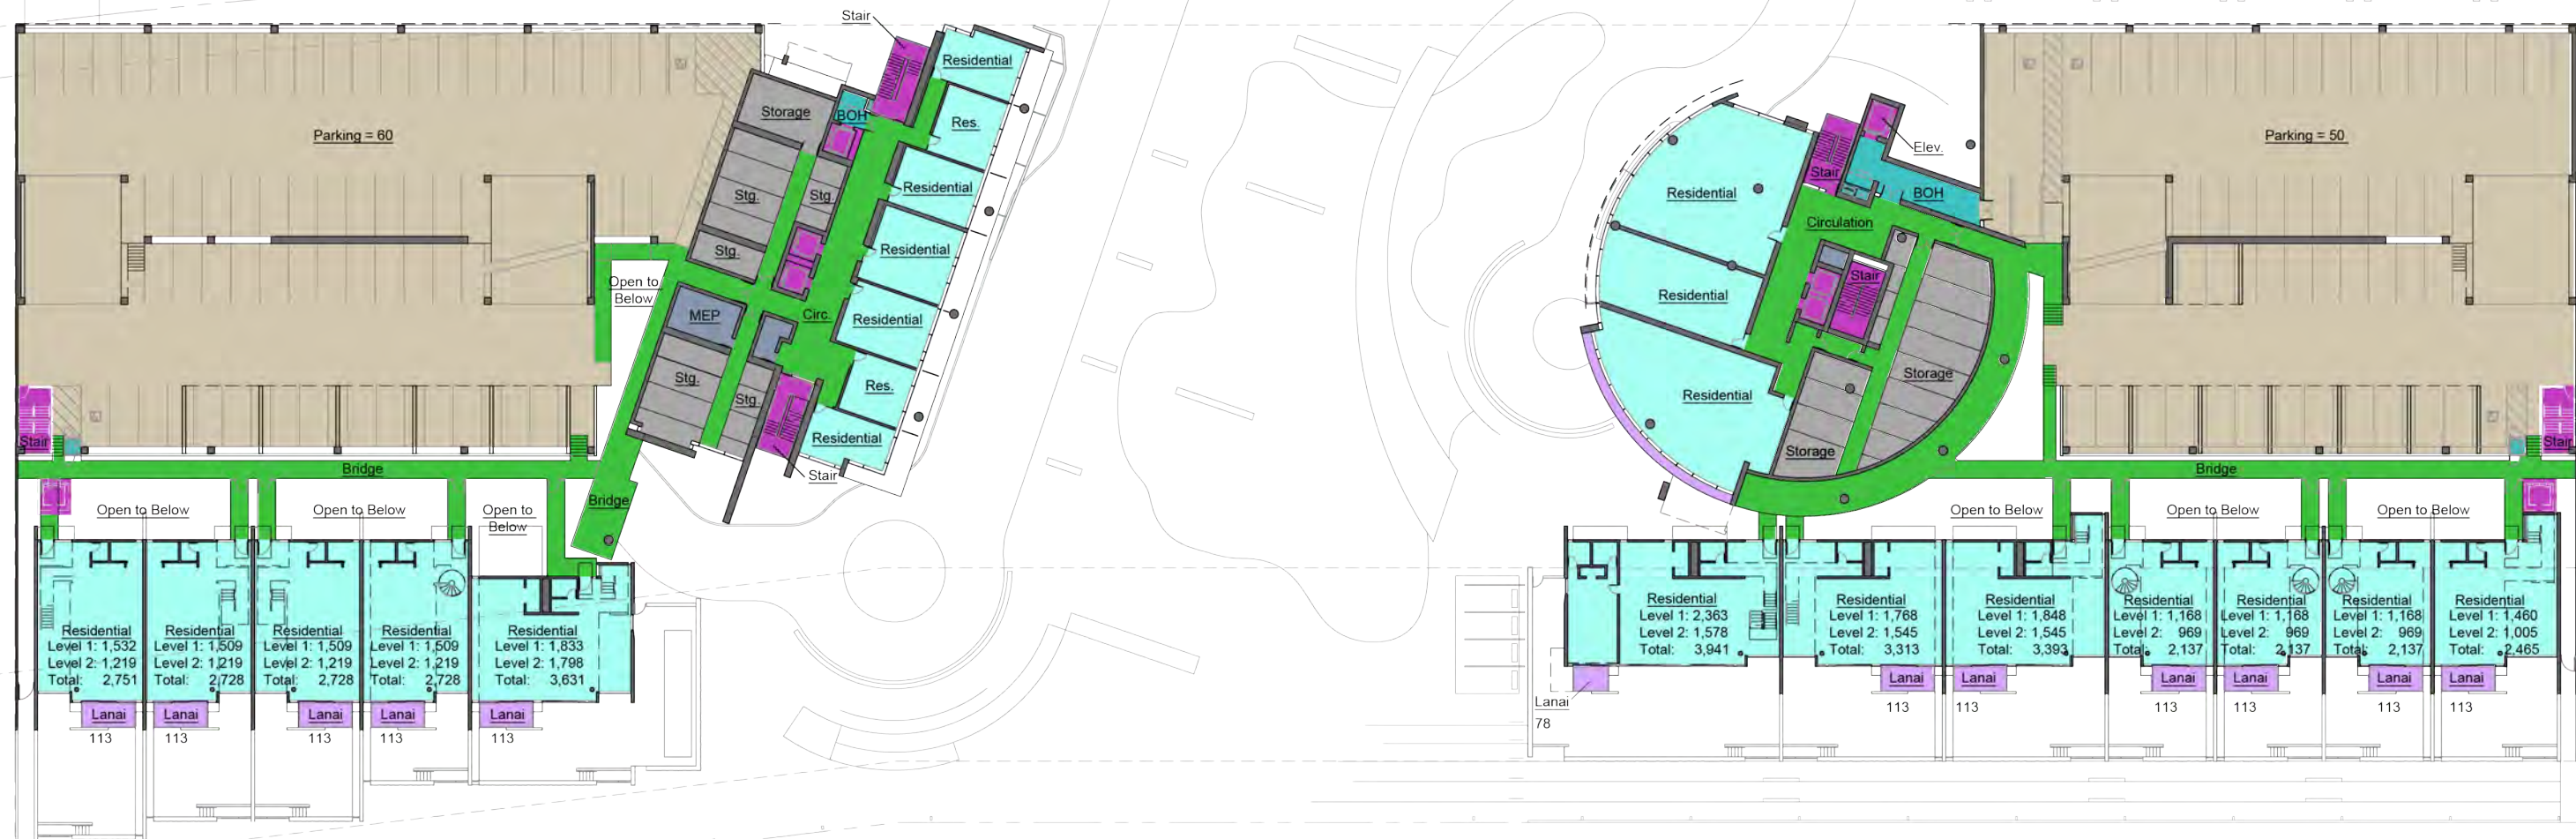 Stair
Residential
Storage
BOH
Res.
Parking = 60
Residential
Stg.
Stg.
Residential
Stg.
Open to
Below
MEP
Circ.
Residential
Stg.
Res.
Stg.
Residential
Stair
Stair
Bridge
Bridge
Open to Below
Open to Below
Open to
Below
Residential
Level 1: 1,532
Level 2: 1,219
Total: 2,751
Residential
Level 1: 1,509
Level 2: 1,219
Total: 2,728
Residential
Level 1: 1,509
Level 2: 1,219
Total: 2,728
Residential
Level 1: 1,509
Level 2: 1,219
Total: 2,728
Residential
Level 1: 1,833
Level 2: 1,798
Total: 3,631
Lanai
113
Lanai
113
Lanai
113
Lanai
113
Lanai
113
Parking = 50
Elev.
Stair
BOH
Residential
Circulation
Stair
Residential
Residential
Storage
Storage
Stair
Bridge
Open to Below
Open to Below
Open to Below
Residential
Level 1: 2,363
Level 2: 1,578
Total: 3,941
Residential
Level 1: 1,768
Level 2: 1,545
Total: 3,313
Residential
Level 1: 1,848
Level 2: 1,545
Total: 3,393
Residential
Level 1: 1,168
Level 2: 969
Total: 2,137
Residential
Level 1: 1,168
Level 2: 969
Total: 2,137
Residential
Level 1: 1,168
Level 2: 969
Total: 2,137
Residential
Level 1: 1,460
Level 2: 1,005
Total: 2,465
Lanai
78
Lanai
113
Lanai
113
Lanai
113
Lanai
113
Lanai
113
Lanai
113